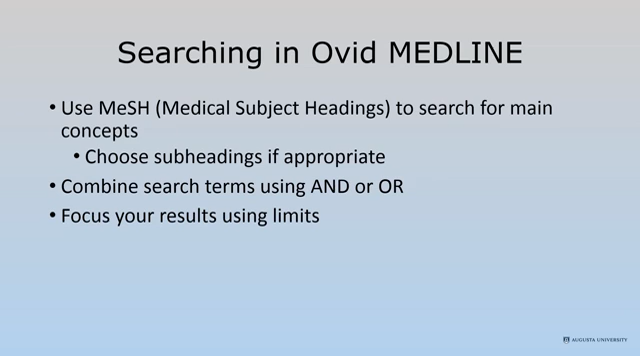 Searching in Ovid MEDLINE
• Use MeSH (Medical Subject Headings) to search for main
concepts
• Choose subheadings if appropriate
• Combine search terms using AND or OR
• Focus your results using limits
AUGUSTA UNIVERSITY